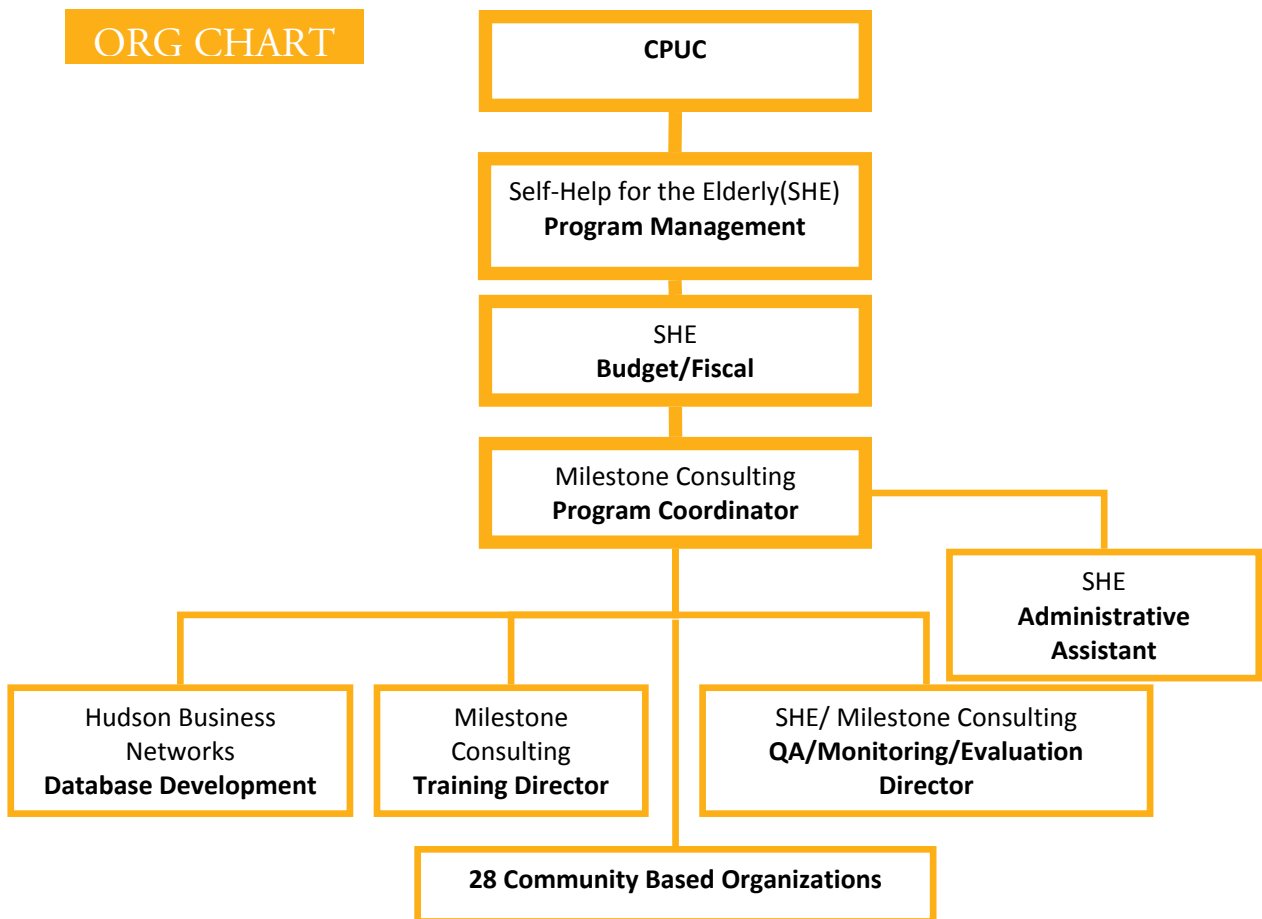 ORG CHART
CPUC
Self-Help for the Elderly(SHE)
Program Management
SHE
Budget/Fiscal
Milestone Consulting
Program Coordinator
SHE
Administrative
Assistant
Hudson Business
Networks
Database Development
Milestone
Consulting
Training Director
SHE/ Milestone Consulting
QA/Monitoring/Evaluation
Director
28 Community Based Organizations